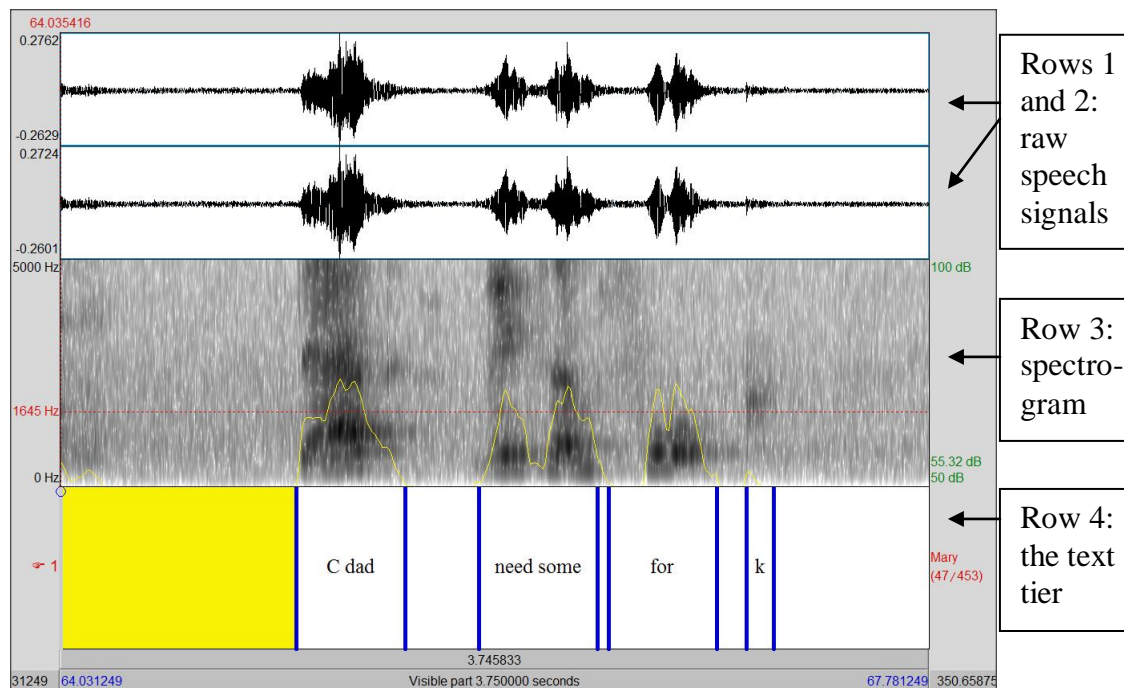 64.035416
0.2762
-0.2629
0.2724
-0.2601
5000 Hz
100 dB
1645 Hz
55.32 dB
0 Hz
50 dB
1
C dad
need some
for
k
Mary
(47/453)
3.745833
31249
64.031249
Visible part 3.750000 seconds
67.781249
350.65875
Rows 1
and 2:
raw
speech
signals
Row 3:
spectro-
gram
Row 4:
the text
tier